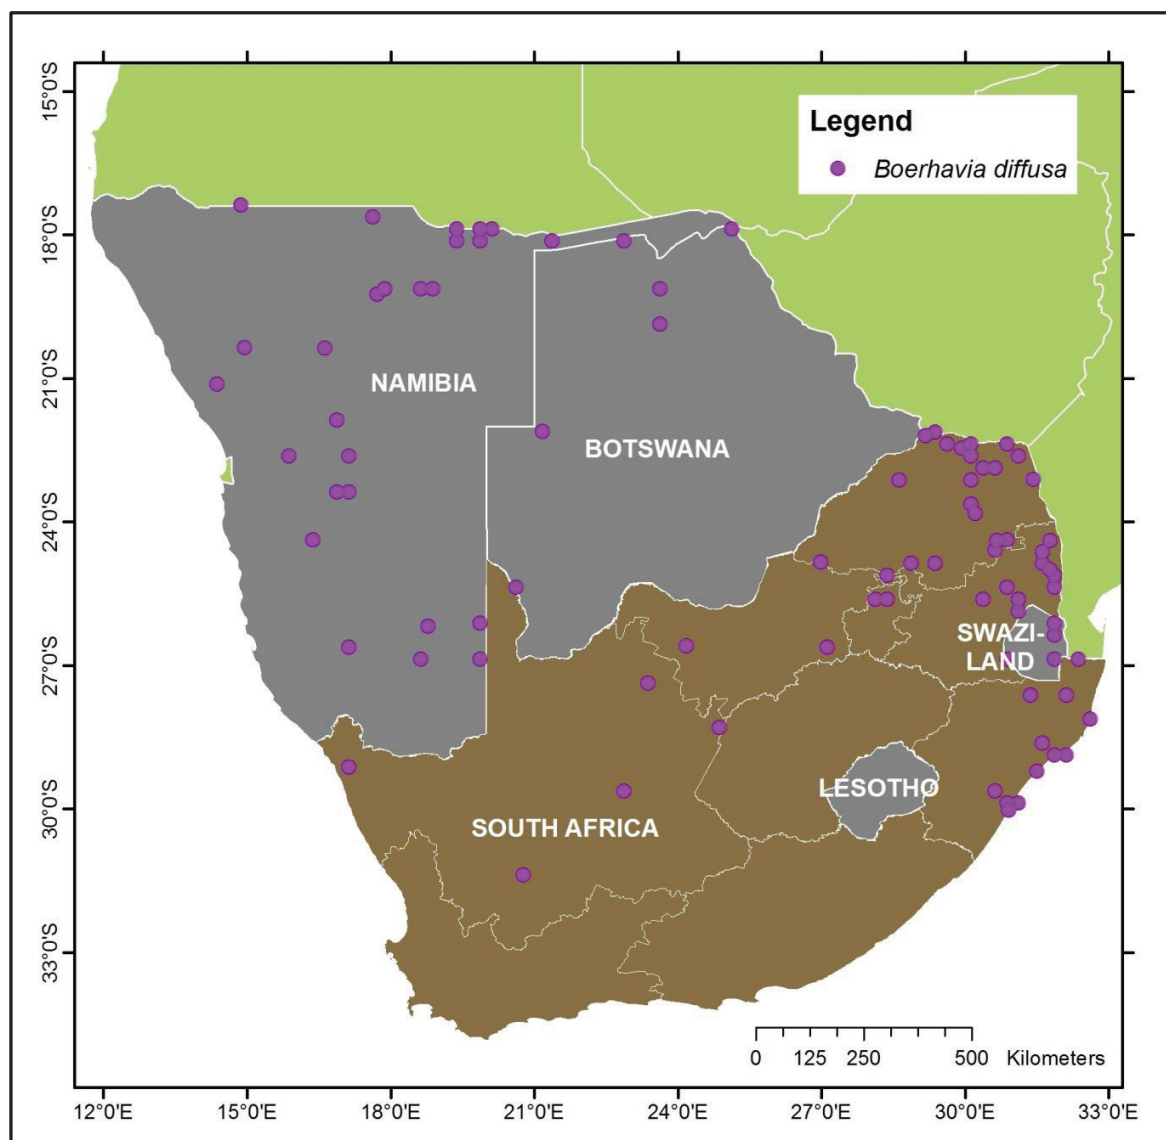 Legend
Boerhavia diffusa
15°0'S
18°0'S
21°0'S
24°0'S
27°0'S
30°0'S
33°0'S
NAMIBIA
BOTSWANA
SWAZI-
LAND
LESOTHO
SOUTH AFRICA
0 125 250 500 Kilometers
12°0'E 15°0'E 18°0'E 21°0'E 24°0'E 27°0'E 30°0'E 33°0'E